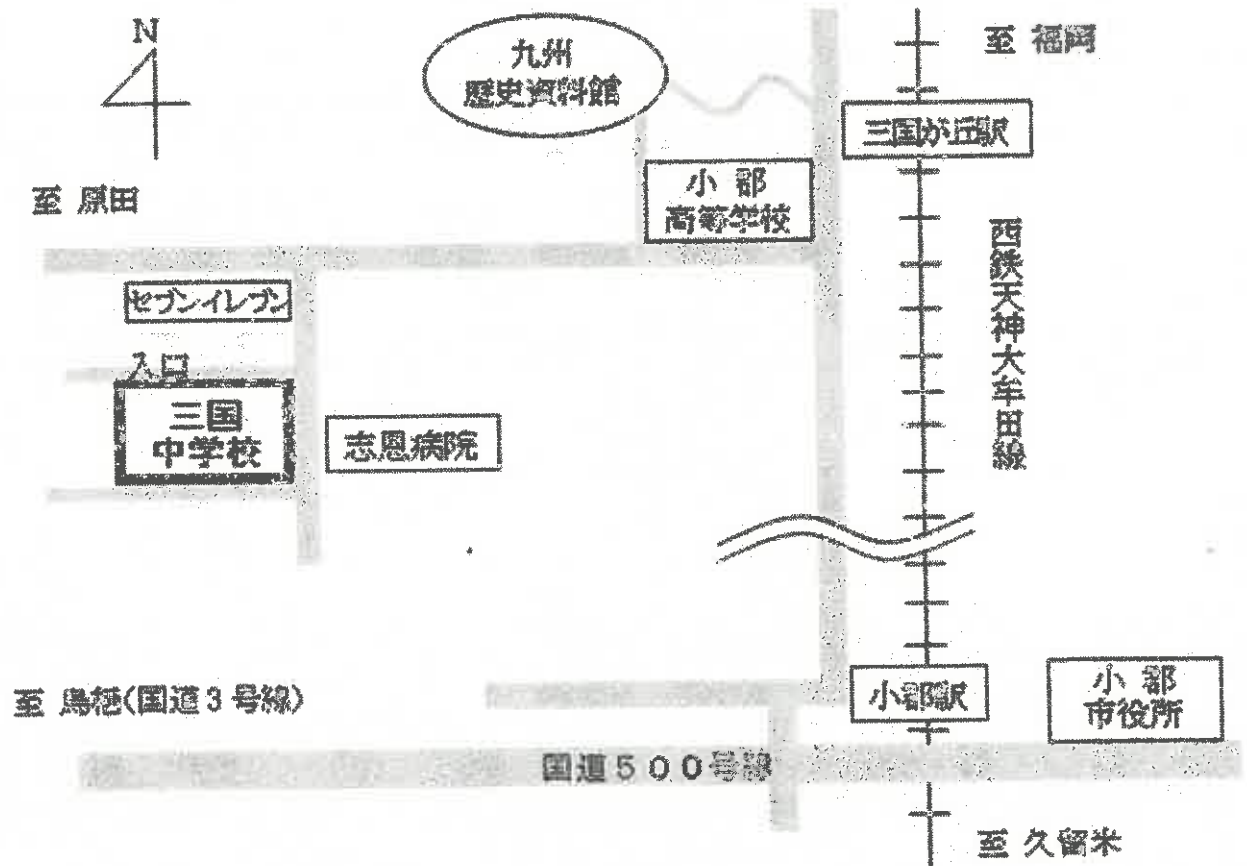 N
九州
歴史資料館
至 福岡
三国が丘駅
小 郡
高等学校
至 原田
西鉄天神大牟田線
セブンイレブン
入口
三国
中学校
志恩病院
至 鳥栖(国道3号線)
小郡駅
小 郡
市役所
国道500号線
至 久留米